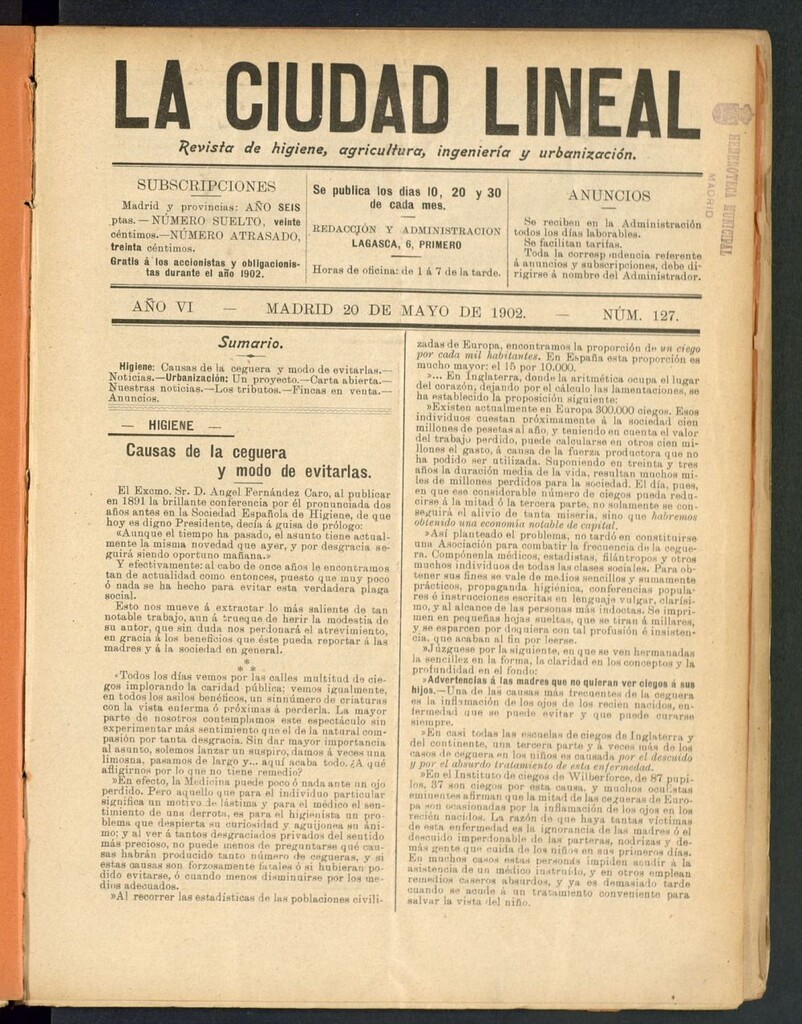 LA CIUDAD LINEAL
Revista de higiene, agricultura, ingeniería y urbanización.
HEMEROTECA MUNICIPAL
MADRID
SUBSCRIPCIONES
Madrid y provincias: AÑO SEIS
ptas.—NÚMERO SUELTO, veinte
céntimos.—NÚMERO ATRASADO,
treinta céntimos.
Gratis á los accionistas y obligacionis-
tas durante el año 1902.
Se publica los días 10, 20 y 30
de cada mes.
REDACCIÓN Y ADMINISTRACION
LAGASCA, 6, PRIMERO
Horas de oficina: de 1 á 7 de la tarde.
ANUNCIOS
Se reciben en la Administración
todos los días laborables.
Se facilitan tarifas.
Toda la correspondencia referente
á anuncios y subscripciones, debe di-
rigirse á nombre del Administrador.
AÑO VI — MADRID 20 DE MAYO DE 1902. — NÚM. 127.
Sumario.
Higiene: Causas de la ceguera y modo de evitarlas.—
Noticias.—Urbanización: Un proyecto.—Carta abierta.—
Nuestras noticias.—Los tributos.—Fincas en venta.—
Anuncios.
— HIGIENE —
Causas de la ceguera
y modo de evitarlas.
El Excmo. Sr. D. Angel Fernández Caro, al publicar
en 1891 la brillante conferencia por él pronunciada dos
años antes en la Sociedad Española de Higiene, de que
hoy es digno Presidente, decía á guisa de prólogo:
«Aunque el tiempo ha pasado, el asunto tiene actual-
mente la misma novedad que ayer, y por desgracia se-
guirá siendo oportuno mañana.»
Y efectivamente: al cabo de once años le encontramos
tan de actualidad como entonces, puesto que muy poco
ó nada se ha hecho para evitar esta verdadera plaga
social.
Esto nos mueve á extractar lo más saliente de tan
notable trabajo, aun á trueque de herir la modestia de
su autor, que sin duda nos perdonará el atrevimiento,
en gracia á los beneficios que éste pueda reportar á las
madres y á la sociedad en general.
*
* *
«Todos los días vemos por las calles multitud de cie-
gos implorando la caridad pública; vemos igualmente,
en todos los asilos benéficos, un sinnúmero de criaturas
con la vista enferma ó próximas á perderla. La mayor
parte de nosotros contemplamos este espectáculo sin
experimentar más sentimiento que el de la natural com-
pasión por tanta desgracia. Sin dar mayor importancia
al asunto, solemos lanzar un suspiro, damos á veces una
limosna, pasamos de largo y... aquí acaba todo. ¿A qué
afligirnos por lo que no tiene remedio?
»En efecto, la Medicina puede poco ó nada ante un ojo
perdido. Pero aquello que para el individuo particular
significa un motivo de lástima y para el médico el sen-
timiento de una derrota, es para el higienista un pro-
blema que despierta su curiosidad y aguijonea su áni-
mo; y al ver á tantos desgraciados privados del sentido
más precioso, no puede menos de preguntarse qué cau-
sas habrán producido tanto número de cegueras, y si
estas causas son forzosamente fatales ó si hubieran po-
dido evitarse, ó cuando menos disminuirse por los me-
dios adecuados.
»Al recorrer las estadísticas de las poblaciones civili-
zadas de Europa, encontramos la proporción de un ciego
por cada mil habitantes. En España esta proporción es
mucho mayor: el 15 por 10.000.
»... En Inglaterra, donde la aritmética ocupa el lugar
del corazón, dejando por el cálculo las lamentaciones, se
ha establecido la proposición siguiente:
»Existen actualmente en Europa 300.000 ciegos. Esos
individuos cuestan próximamente á la sociedad cien
millones de pesetas al año, y teniendo en cuenta el valor
del trabajo perdido, puede calcularse en otros cien mi-
llones el gasto, á causa de la fuerza productora que no
ha podido ser utilizada. Suponiendo en treinta y tres
años la duración media de la vida, resultan muchos mi-
les de millones perdidos para la sociedad. El día, pues,
en que ese considerable número de ciegos pueda redu-
cirse á la mitad ó la tercera parte, no solamente se con-
seguirá el alivio de tanta miseria, sino que habremos
obtenido una economía notable de capital.
»Así planteado el problema, no tardó en constituirse
una Asociación para combatir la frecuencia de la cegue-
ra. Compónenla médicos, estadistas, filántropos y otros
muchos individuos de todas las clases sociales. Para ob-
tener sus fines se vale de medios sencillos y sumamente
prácticos, propaganda higiénica, conferencias popula-
res é instrucciones escritas en lenguaje vulgar, clarísi-
mo, y al alcance de las personas más indoctas. Se impri-
men en pequeñas hojas sueltas, que se tiran á millares,
y se esparcen por doquiera con tal profusión é insisten-
cia, que acaban al fin por leerse.
»Júzguese por la siguiente, en que se ven hermanadas
la sencillez en la forma, la claridad en los conceptos y la
profundidad en el fondo:
»Advertencias á las madres que no quieran ver ciegos á sus
hijos.—Una de las causas más frecuentes de la ceguera
es la inflamación de los ojos de los recién nacidos, en-
fermedad que se puede evitar y que puede curarse
siempre.
»En casi todas las escuelas de ciegos de Inglaterra y
del continente, una tercera parte y á veces más de los
casos de ceguera en los niños es causada por el descuido
y por el absurdo tratamiento de esta enfermedad.
»En el Instituto de ciegos de Wilberforce, de 87 pupi-
los, 37 son ciegos por esta causa, y muchos oculistas
eminentes afirman que la mitad de las cegueras de Euro-
pa son ocasionadas por la inflamación de los ojos en los
recién nacidos. La razón de que haya tantas víctimas
de esta enfermedad es la ignorancia de las madres ó el
descuido imperdonable de las parteras, nodrizas y de-
más gente que cuida de los niños en sus primeros días.
En muchos casos estas personas impiden acudir á la
asistencia de un médico instruído, y en otros emplean
remedios caseros absurdos, y ya es demasiado tarde
cuando se acude á un tratamiento conveniente para
salvar la vista del niño.